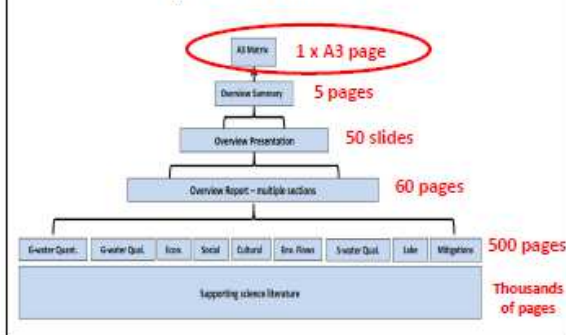 A3 Matrix
1 x A3 page
Overview Summary
5 pages
Overview Presentation
50 slides
Overview Report – multiple sections
60 pages
G-water Quant. G-water Qual. Econ. Social Cultural Env. Flows S-water Qual. Lake Mitigations
500 pages
Supporting science literature
Thousands
of pages